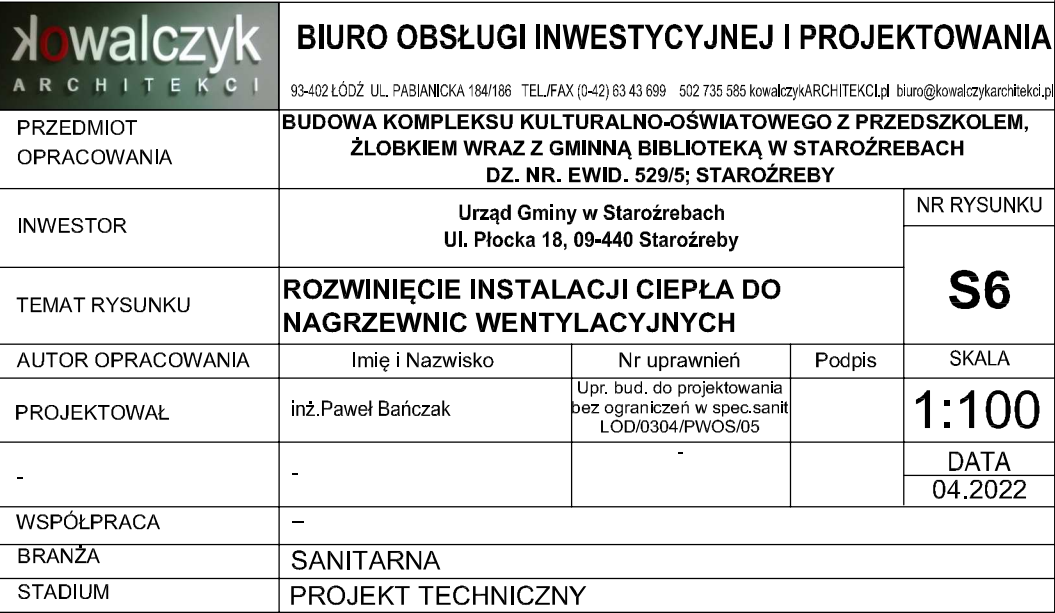 kowalczyk
ARCHITEKCI
BIURO OBSŁUGI INWESTYCYJNEJ I PROJEKTOWANIA
93-402 ŁÓDŹ UL. PABIANICKA 184/186 TEL./FAX (0-42) 63 43 699 502 735 585 kowalczykARCHITEKCI.pl biuro@kowalczykarchitekci.pl
PRZEDMIOT
OPRACOWANIA
BUDOWA KOMPLEKSU KULTURALNO-OŚWIATOWEGO Z PRZEDSZKOLEM,
ŻLOBKIEM WRAZ Z GMINNĄ BIBLIOTEKĄ W STAROŹREBACH
DZ. NR. EWID. 529/5; STAROŹREBY
INWESTOR
Urząd Gminy w Staroźrebach
Ul. Płocka 18, 09-440 Staroźreby
NR RYSUNKU
S6
TEMAT RYSUNKU
ROZWINIĘCIE INSTALACJI CIEPŁA DO
NAGRZEWNIC WENTYLACYJNYCH
AUTOR OPRACOWANIA Imię i Nazwisko Nr uprawnień Podpis SKALA
PROJEKTOWAŁ
inż.Paweł Bańczak
Upr. bud. do projektowania
bez ograniczeń w spec.sanit
LOD/0304/PWOS/05
1:100
- - -
DATA
04.2022
WSPÓŁPRACA –
BRANŻA SANITARNA
STADIUM PROJEKT TECHNICZNY